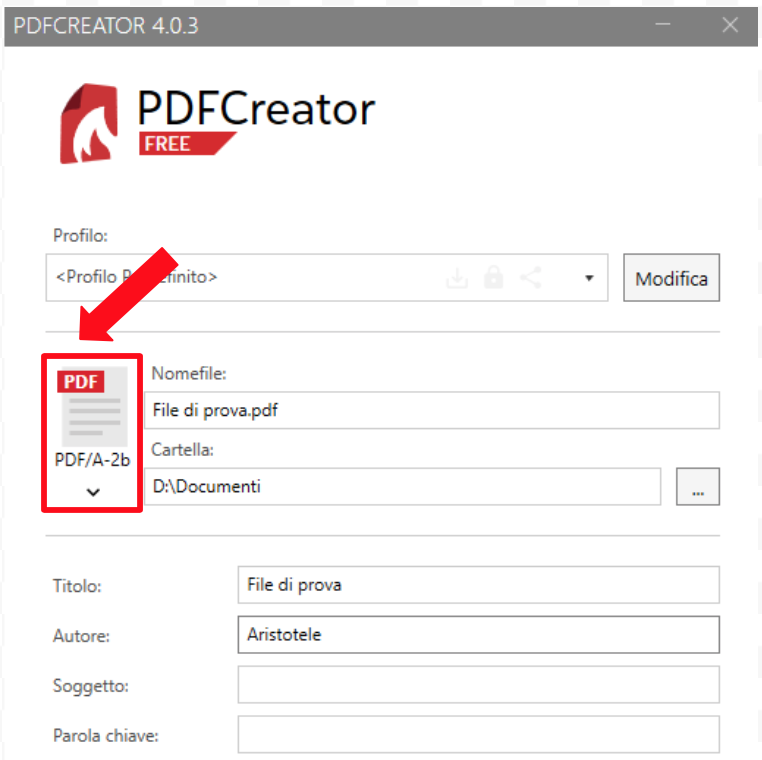 PDFCREATOR 4.0.3
PDFCreator
FREE
Profilo:
<Profilo P efinito>
Modifica
PDF
PDF/A-2b
Nomefile:
File di prova.pdf
Cartella:
D:\Documenti
...
Titolo:
File di prova
Autore:
Aristotele
Soggetto:
Parola chiave: